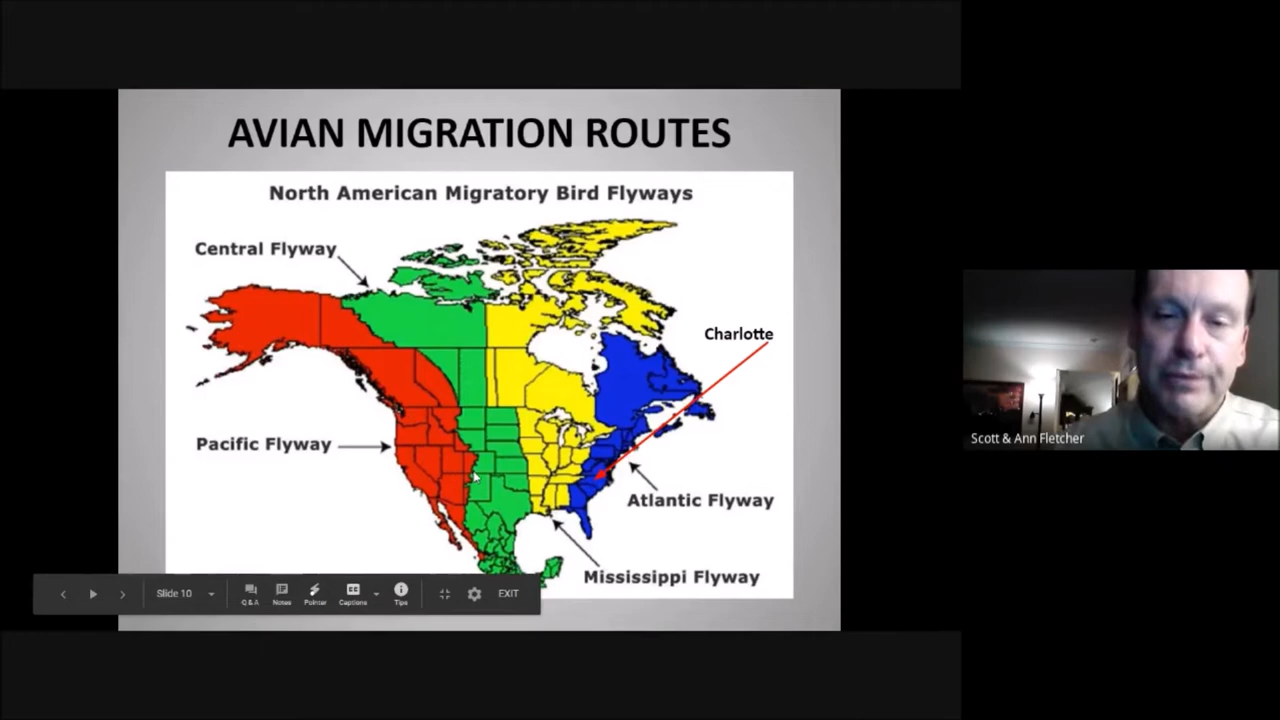 AVIAN MIGRATION ROUTES
North American Migratory Bird Flyways
Central Flyway
Charlotte
Pacific Flyway
Atlantic Flyway
Mississippi Flyway
Scott & Ann Fletcher
Slide 10
Q & A
Notes
Pointer
CC
Captions
Tips
EXIT